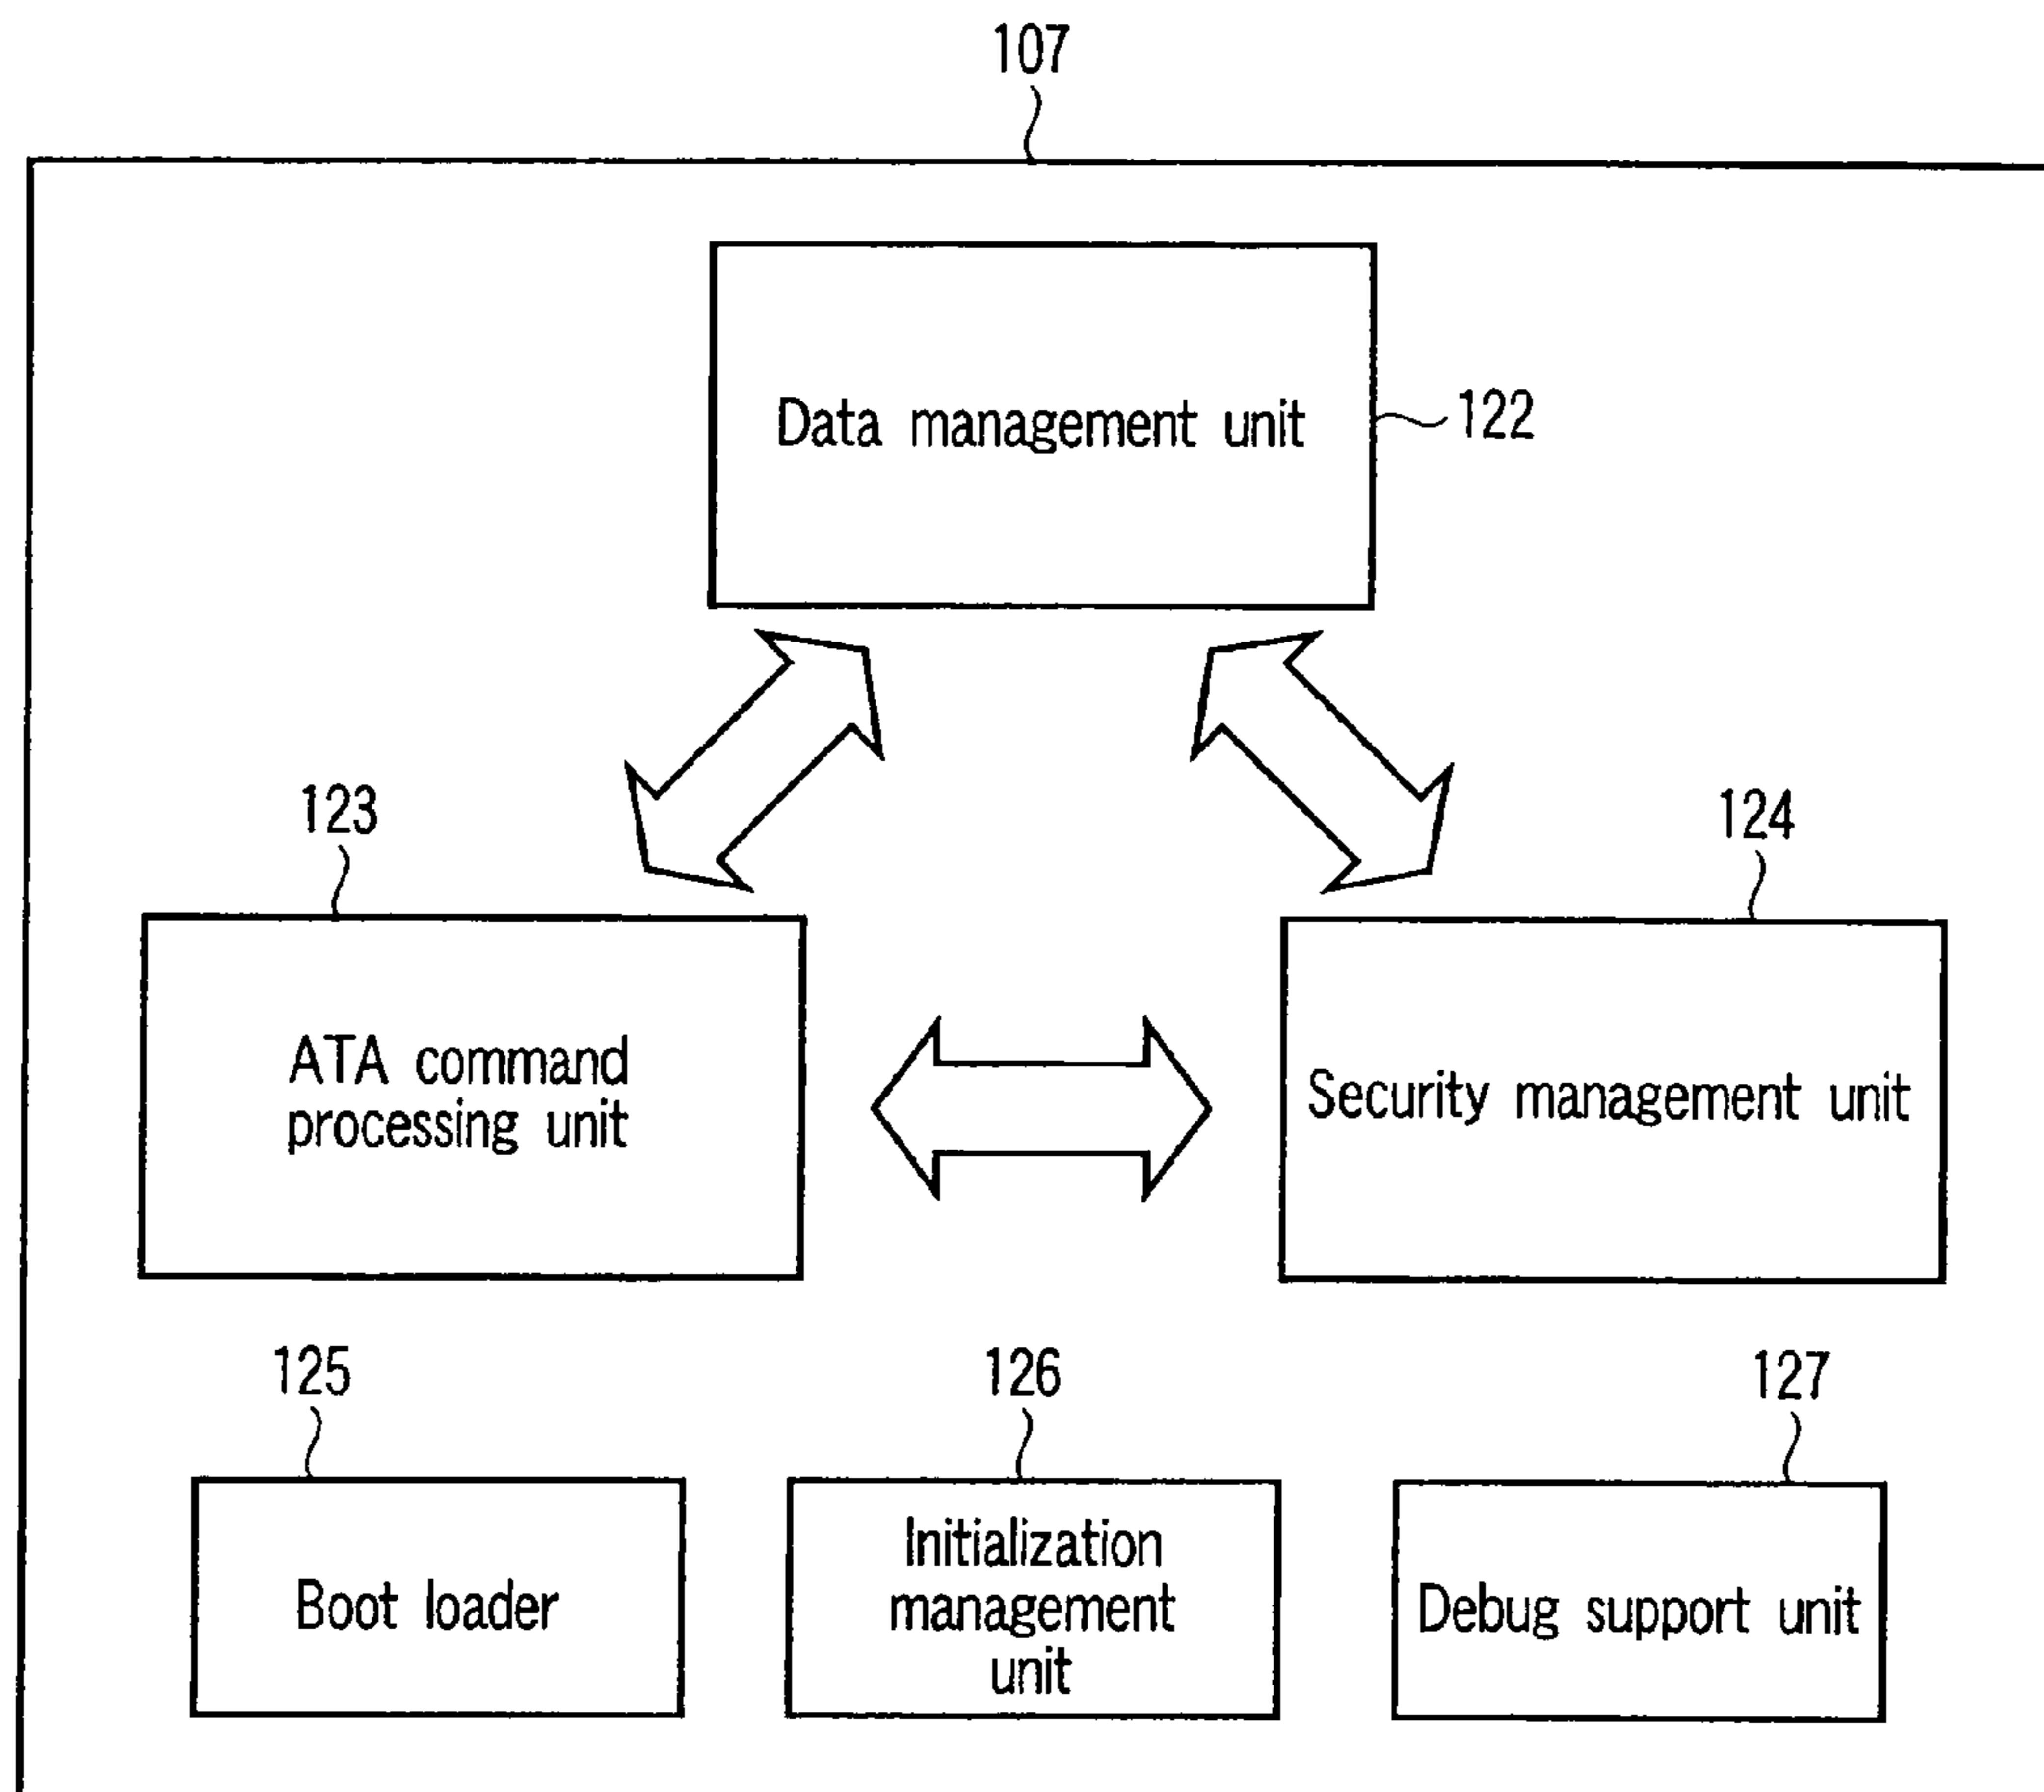 107
Data management unit
122
123
124
ATA command
processing unit
Security management unit
125
126
127
Boot loader
Initialization
management
unit
Debug support unit